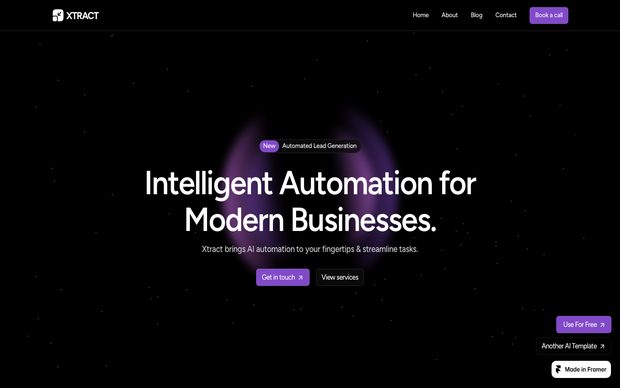 XTRACT
Home About Blog Contact Book a call
New Automated Lead Generation
Intelligent Automation for
Modern Businesses.
Xtract brings AI automation to your fingertips & streamline tasks.
Get in touch View services
Use For Free
Another AI Template
Made in Framer